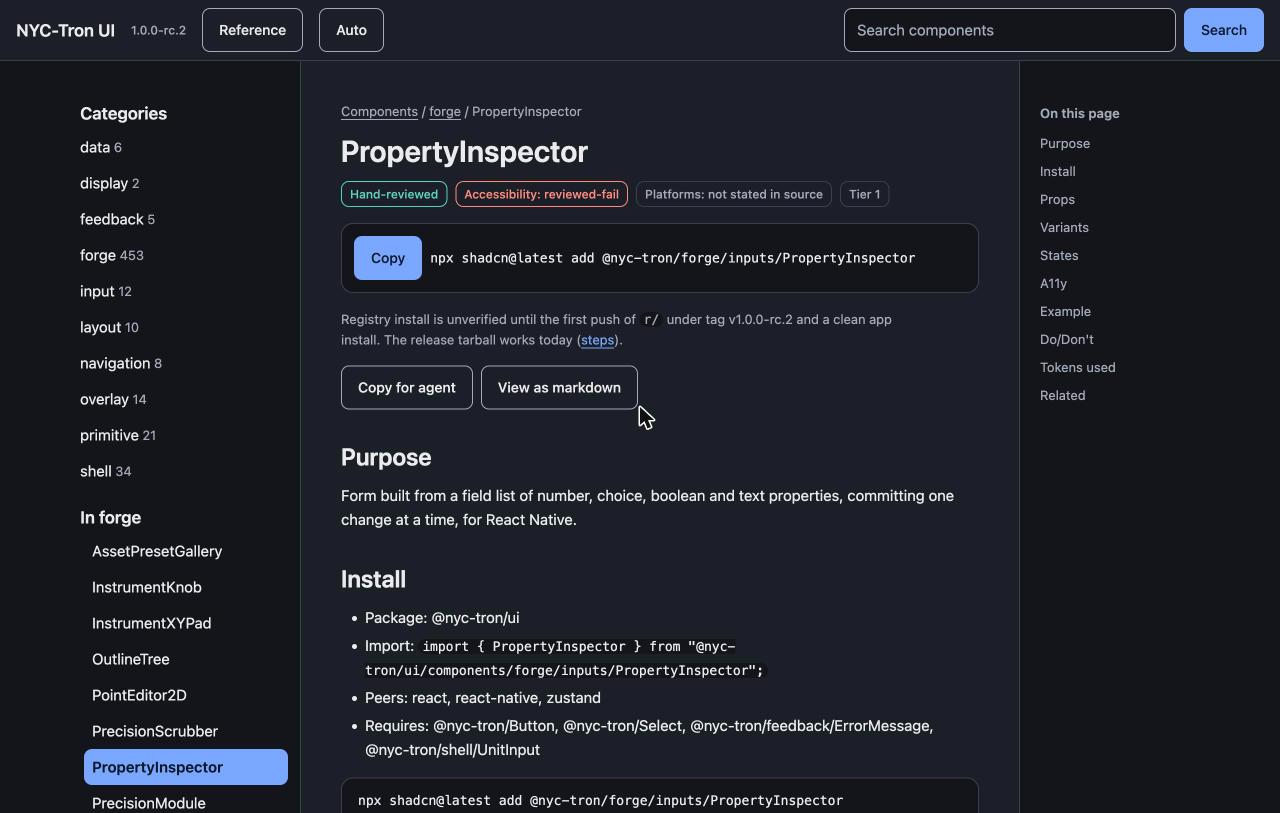 NYC-Tron UI 1.0.0-rc.2 Reference Auto Search components Search
Categories
data 6
display 2
feedback 5
forge 453
input 12
layout 10
navigation 8
overlay 14
primitive 21
shell 34
In forge
AssetPresetGallery
InstrumentKnob
InstrumentXYPad
OutlineTree
PointEditor2D
PrecisionScrubber
PropertyInspector
PrecisionModule
Components / forge / PropertyInspector
PropertyInspector
Hand-reviewed Accessibility: reviewed-fail Platforms: not stated in source Tier 1
Copy npx shadcn@latest add @nyc-tron/forge/inputs/PropertyInspector
Registry install is unverified until the first push of r/ under tag v1.0.0-rc.2 and a clean app
install. The release tarball works today (steps).
Copy for agent View as markdown
Purpose
Form built from a field list of number, choice, boolean and text properties, committing one
change at a time, for React Native.
Install
• Package: @nyc-tron/ui
• Import: import { PropertyInspector } from "@nyc-
tron/ui/components/forge/inputs/PropertyInspector";
• Peers: react, react-native, zustand
• Requires: @nyc-tron/Button, @nyc-tron/Select, @nyc-tron/feedback/ErrorMessage,
@nyc-tron/shell/UnitInput
npx shadcn@latest add @nyc-tron/forge/inputs/PropertyInspector
On this page
Purpose
Install
Props
Variants
States
A11y
Example
Do/Don't
Tokens used
Related